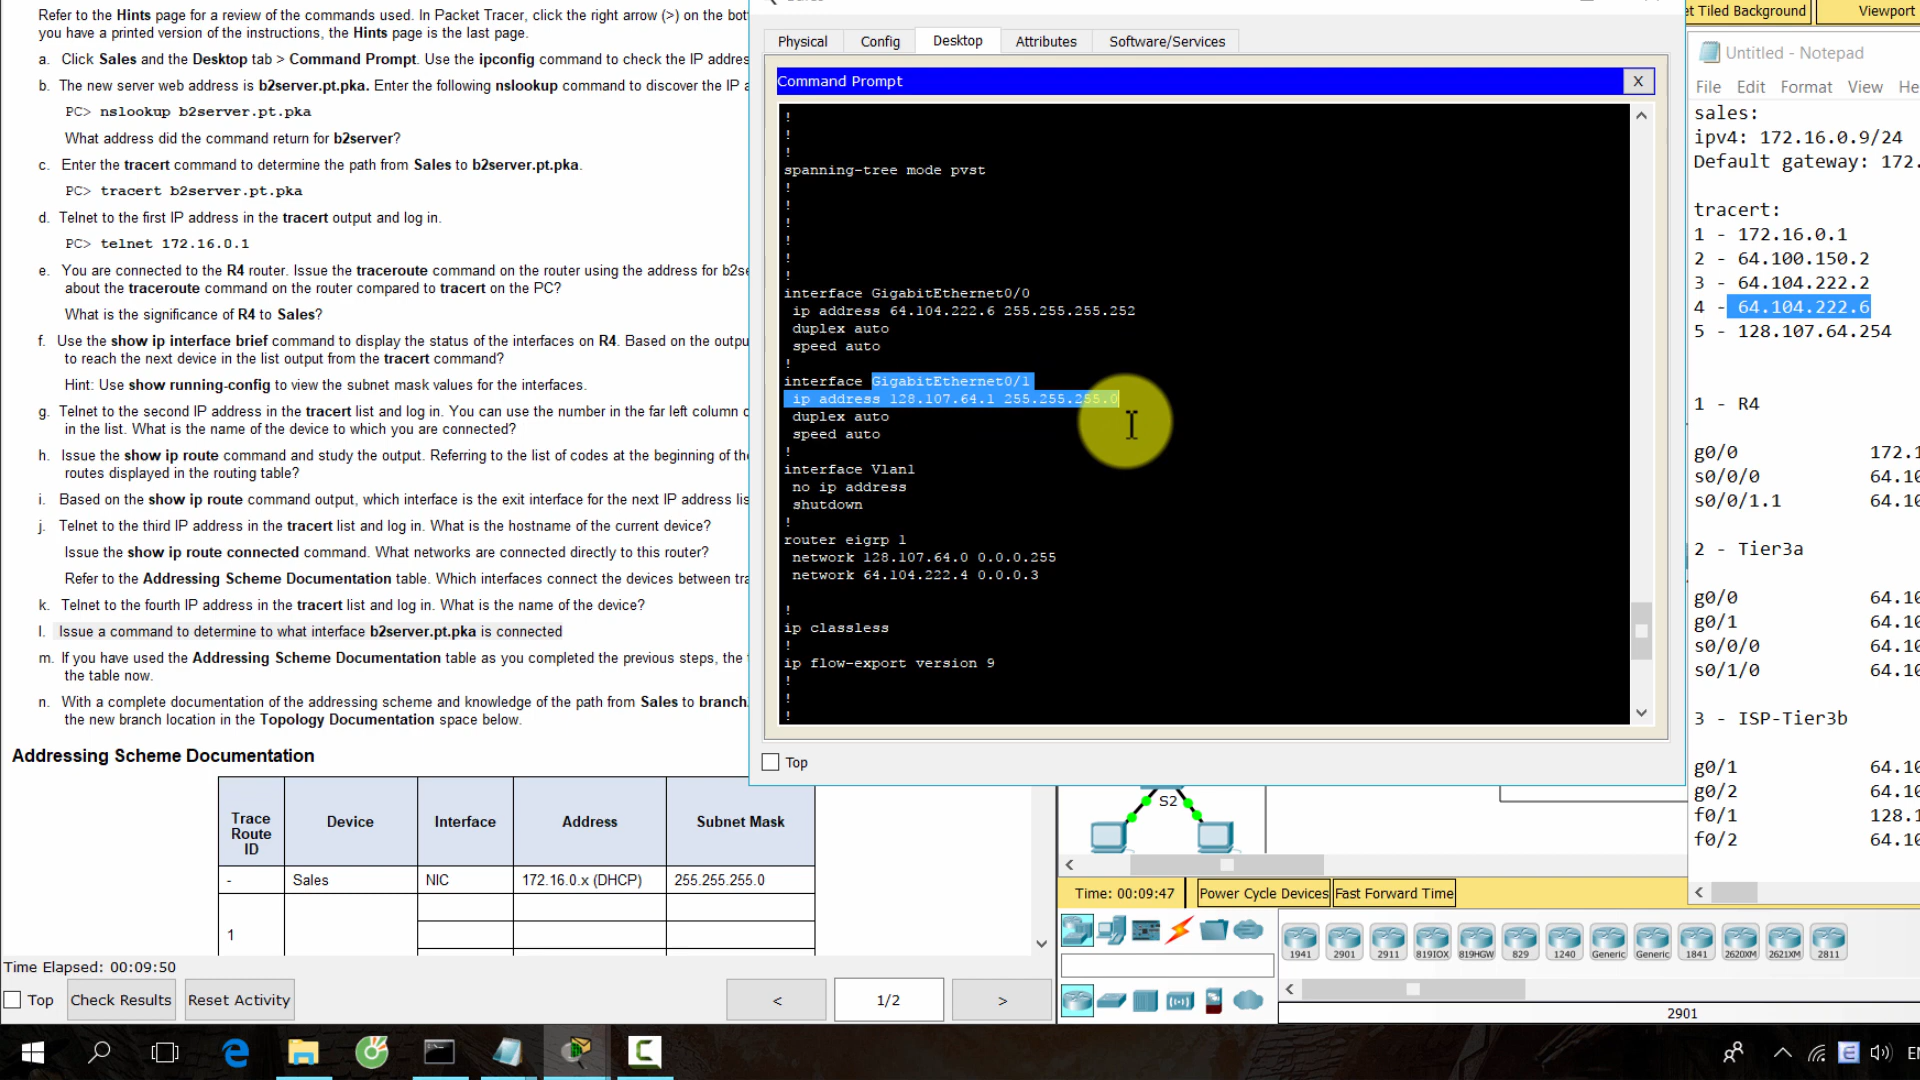 Refer to the Hints page for a review of the commands used. In Packet Tracer, click the right arrow (>) on the bot
you have a printed version of the instructions, the Hints page is the last page.
a. Click Sales and the Desktop tab > Command Prompt. Use the ipconfig command to check the IP addres
b. The new server web address is b2server.pt.pka. Enter the following nslookup command to discover the IP a
PC> nslookup b2server.pt.pka
What address did the command return for b2server?
c. Enter the tracert command to determine the path from Sales to b2server.pt.pka.
PC> tracert b2server.pt.pka
d. Telnet to the first IP address in the tracert output and log in.
PC> telnet 172.16.0.1
e. You are connected to the R4 router. Issue the traceroute command on the router using the address for b2se
about the traceroute command on the router compared to tracert on the PC?
What is the significance of R4 to Sales?
f. Use the show ip interface brief command to display the status of the interfaces on R4. Based on the outpu
to reach the next device in the list output from the tracert command?
Hint: Use show running-config to view the subnet mask values for the interfaces.
g. Telnet to the second IP address in the tracert list and log in. You can use the number in the far left column o
in the list. What is the name of the device to which you are connected?
h. Issue the show ip route command and study the output. Referring to the list of codes at the beginning of the
routes displayed in the routing table?
i. Based on the show ip route command output, which interface is the exit interface for the next IP address lis
j. Telnet to the third IP address in the tracert list and log in. What is the hostname of the current device?
Issue the show ip route connected command. What networks are connected directly to this router?
Refer to the Addressing Scheme Documentation table. Which interfaces connect the devices between tra
k. Telnet to the fourth IP address in the tracert list and log in. What is the name of the device?
l. Issue a command to determine to what interface b2server.pt.pka is connected
m. If you have used the Addressing Scheme Documentation table as you completed the previous steps, the
the table now.
n. With a complete documentation of the addressing scheme and knowledge of the path from Sales to branch
the new branch location in the Topology Documentation space below.
Addressing Scheme Documentation
Trace Route ID Device Interface Address Subnet Mask
- Sales NIC 172.16.0.x (DHCP) 255.255.255.0
1
Time Elapsed: 00:09:50
Top Check Results Reset Activity < 1/2 >
Physical Config Desktop Attributes Software/Services
Command Prompt X
!
!
!
spanning-tree mode pvst
!
!
!
!
!
!
interface GigabitEthernet0/0
ip address 64.104.222.6 255.255.255.252
duplex auto
speed auto
!
interface GigabitEthernet0/1
ip address 128.107.64.1 255.255.255.0
duplex auto
speed auto
!
interface Vlan1
no ip address
shutdown
!
router eigrp 1
network 128.107.64.0 0.0.0.255
network 64.104.222.4 0.0.0.3
!
ip classless
!
ip flow-export version 9
!
!
!
Top
S2
Time: 00:09:47 Power Cycle Devices Fast Forward Time
1941 2901 2911 819IOX 819HGW 829 1240 Generic Generic 1841 2620XM 2621XM 2811
2901
et Tiled Background Viewport
Untitled - Notepad
File Edit Format View He
sales:
ipv4: 172.16.0.9/24
Default gateway: 172.
tracert:
1 - 172.16.0.1
2 - 64.100.150.2
3 - 64.104.222.2
4 - 64.104.222.6
5 - 128.107.64.254
1 - R4
g0/0 172.1
s0/0/0 64.10
s0/0/1.1 64.10
2 - Tier3a
g0/0 64.10
g0/1 64.10
s0/0/0 64.10
s0/1/0 64.10
3 - ISP-Tier3b
g0/1 64.10
g0/2 64.10
f0/1 128.1
f0/2 64.10